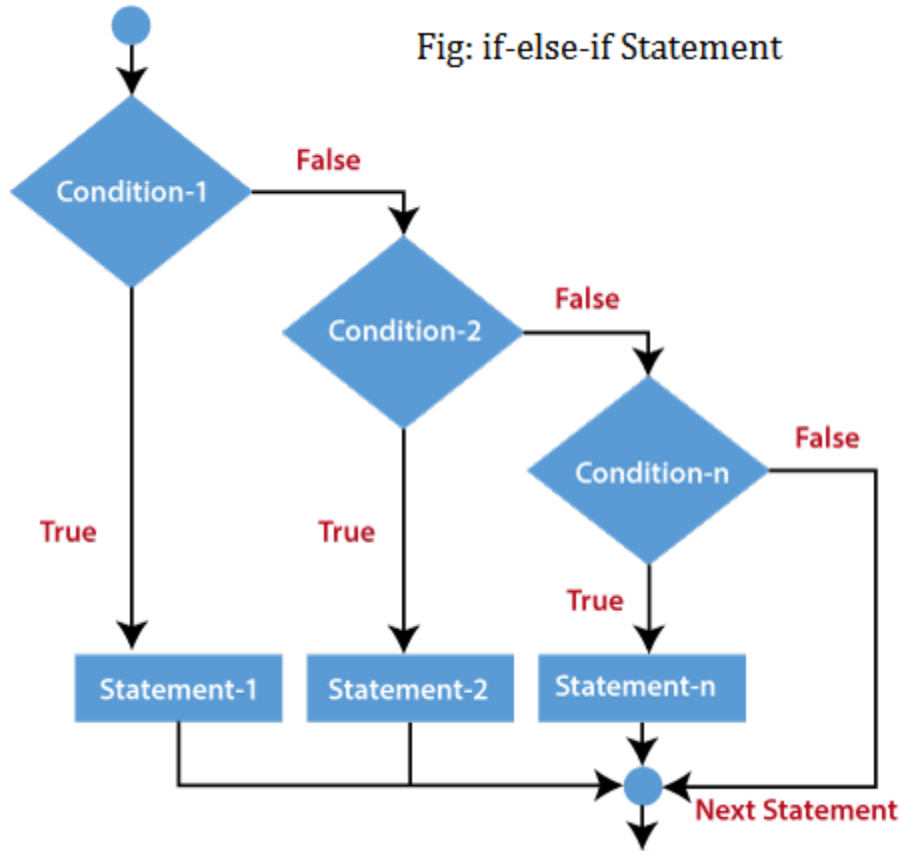 Fig: if-else-if Statement
False
Condition-1
False
Condition-2
False
Condition-n
True
True
True
Statement-1
Statement-2
Statement-n
Next Statement